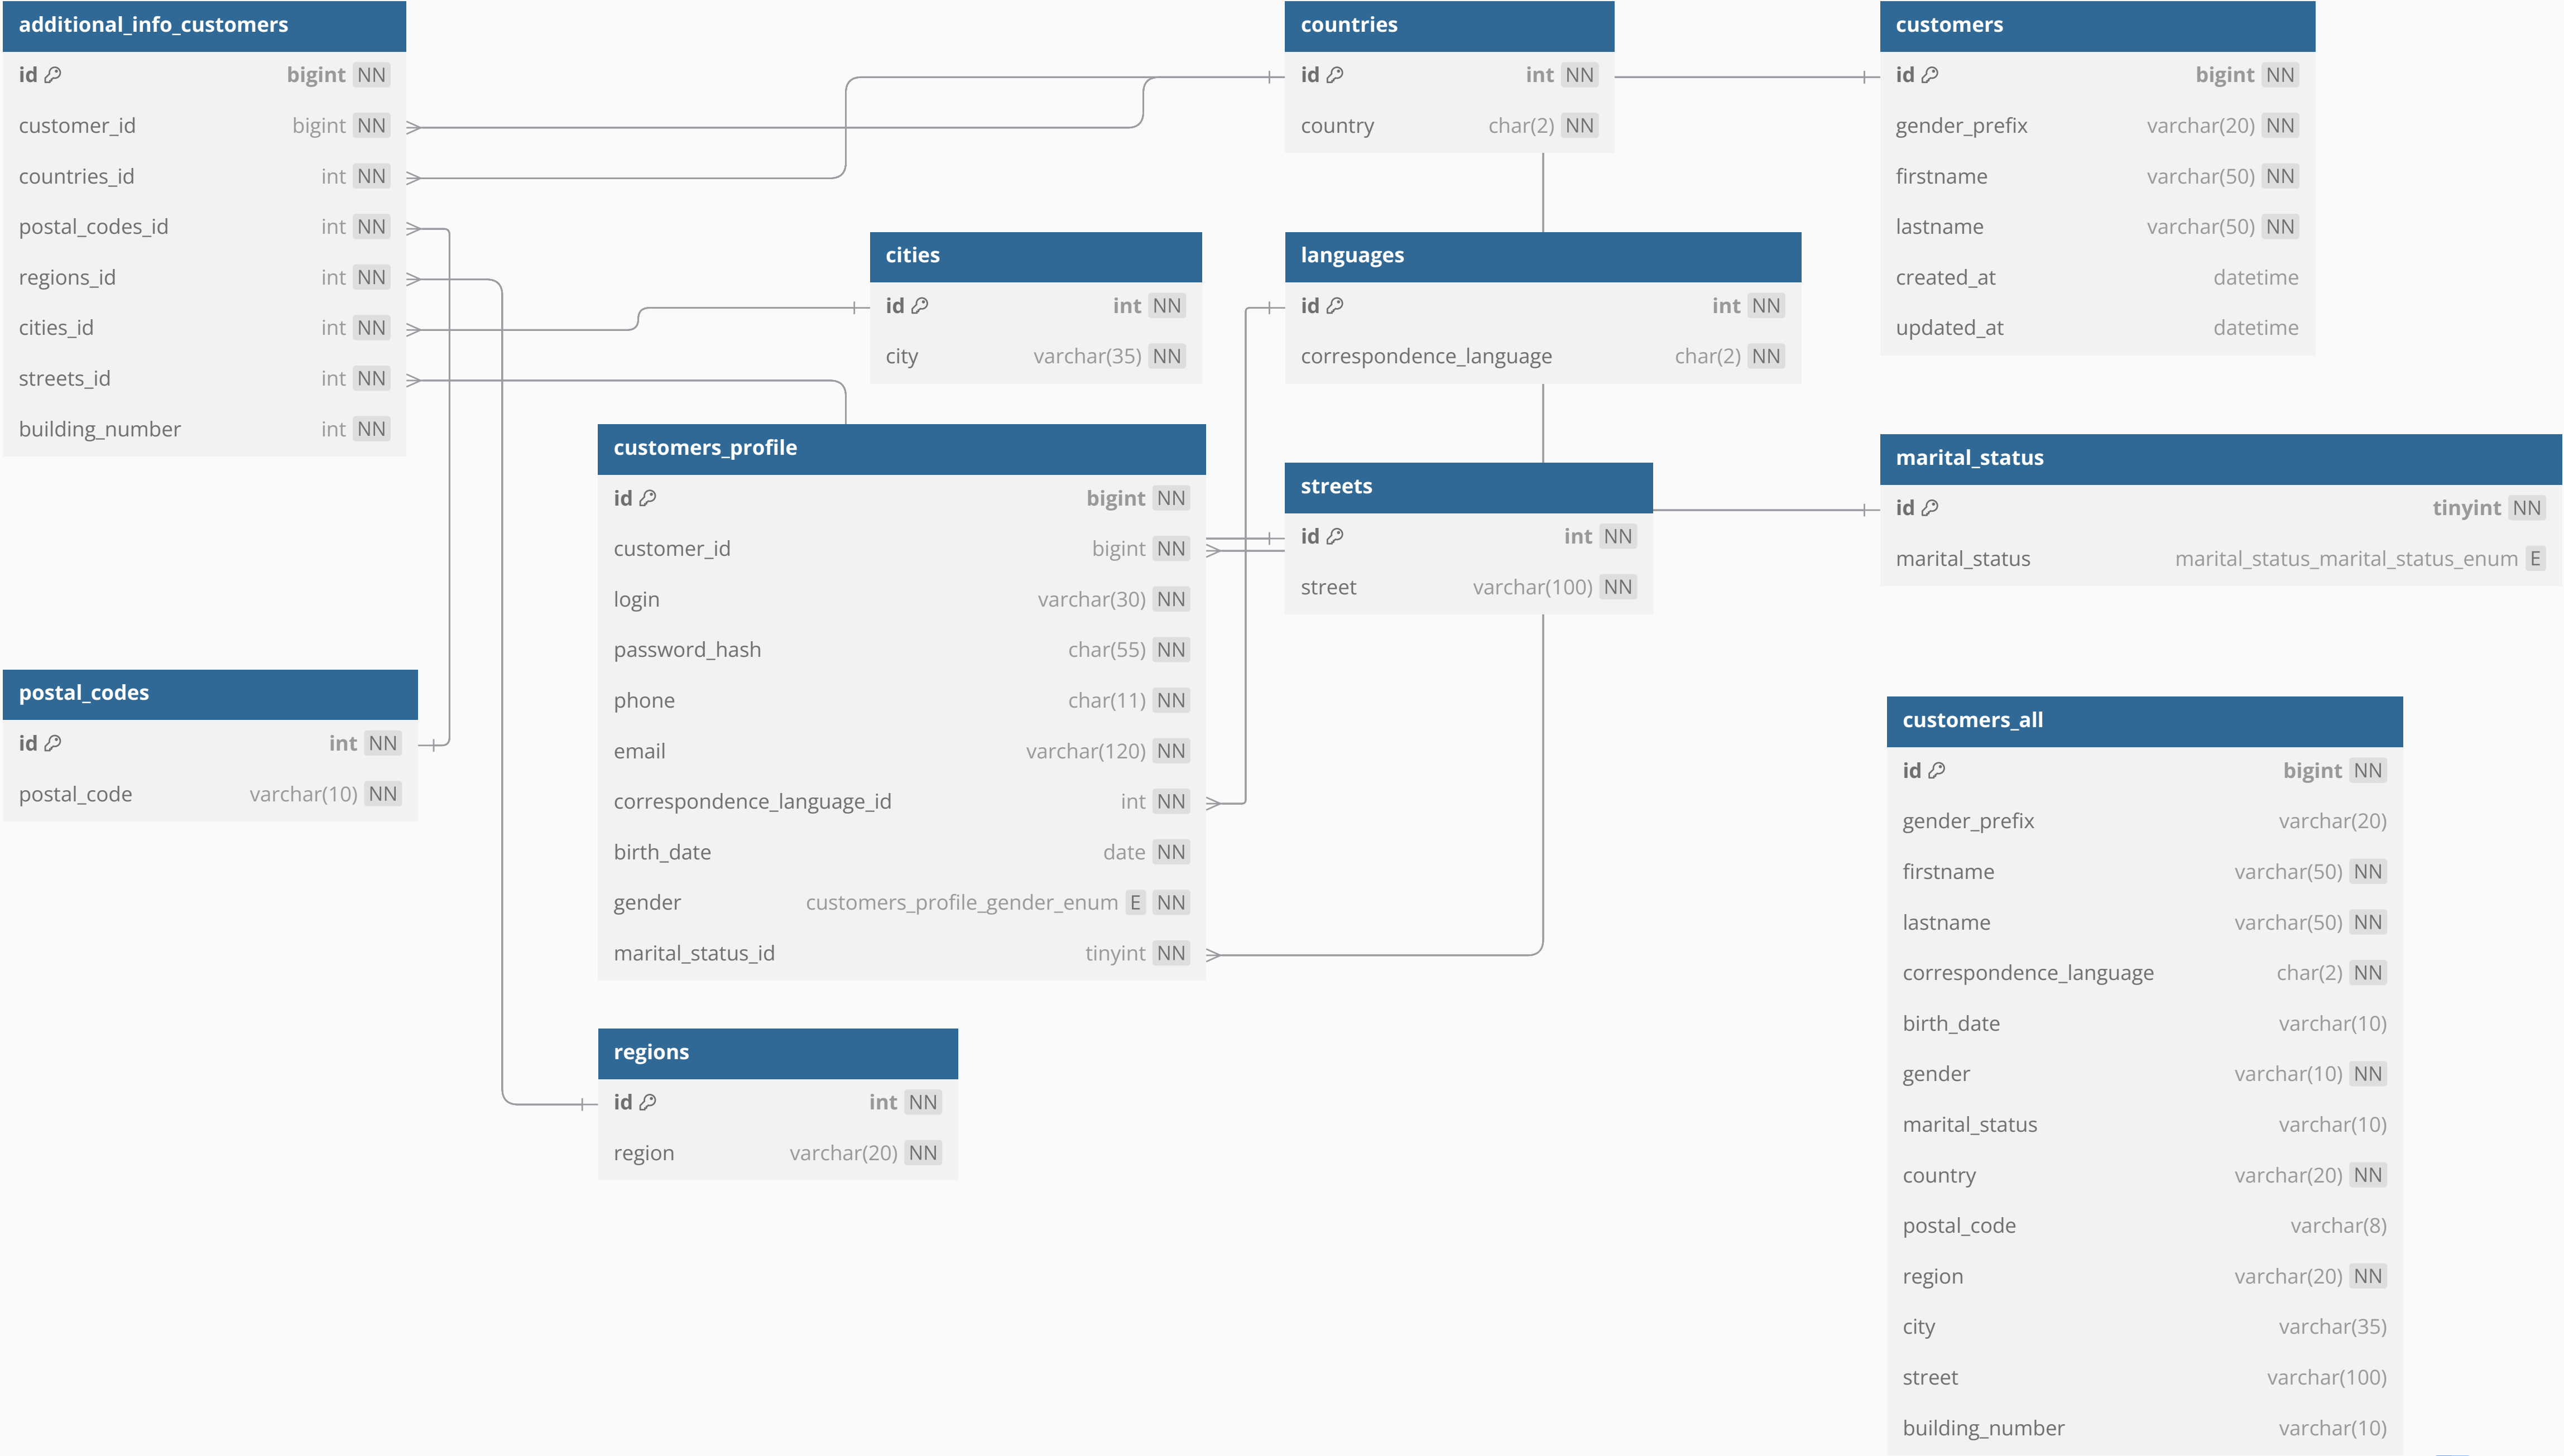 additional_info_customers
id bigint NN
customer_id bigint NN
countries_id int NN
postal_codes_id int NN
regions_id int NN
cities_id int NN
streets_id int NN
building_number int NN
countries
id int NN
country char(2) NN
customers
id bigint NN
gender_prefix varchar(20) NN
firstname varchar(50) NN
lastname varchar(50) NN
created_at datetime
updated_at datetime
cities
id int NN
city varchar(35) NN
languages
id int NN
correspondence_language char(2) NN
customers_profile
id bigint NN
customer_id bigint NN
login varchar(30) NN
password_hash char(55) NN
phone char(11) NN
email varchar(120) NN
correspondence_language_id int NN
birth_date date NN
gender customers_profile_gender_enum E NN
marital_status_id tinyint NN
streets
id int NN
street varchar(100) NN
marital_status
id tinyint NN
marital_status marital_status_marital_status_enum E
postal_codes
id int NN
postal_code varchar(10) NN
customers_all
id bigint NN
gender_prefix varchar(20)
firstname varchar(50) NN
lastname varchar(50) NN
correspondence_language char(2) NN
birth_date varchar(10)
gender varchar(10) NN
marital_status varchar(10)
country varchar(20) NN
postal_code varchar(8)
region varchar(20) NN
city varchar(35)
street varchar(100)
building_number varchar(10)
regions
id int NN
region varchar(20) NN